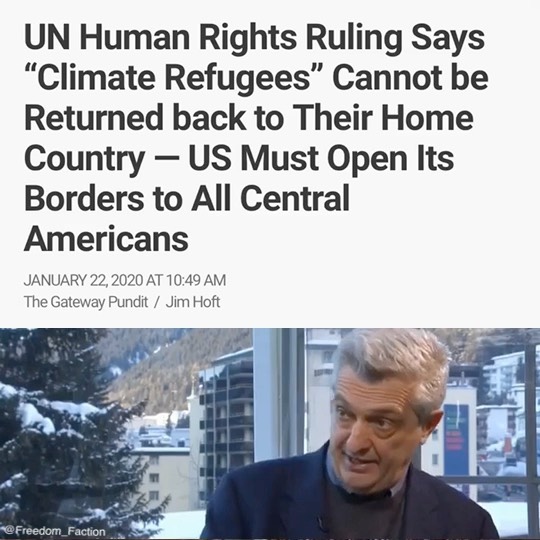 UN Human Rights Ruling Says
“Climate Refugees” Cannot be
Returned back to Their Home
Country — US Must Open Its
Borders to All Central
Americans
JANUARY 22, 2020 AT 10:49 AM
The Gateway Pundit / Jim Hoft
@Freedom_Faction